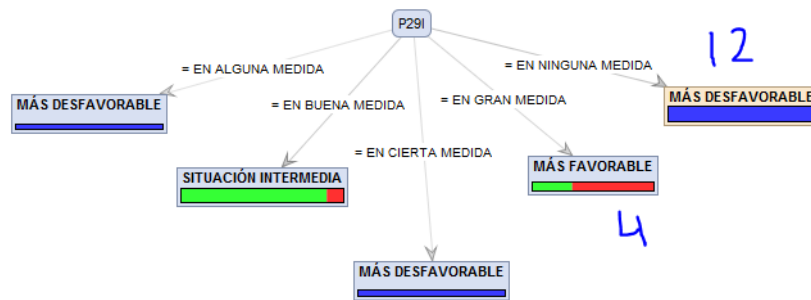 P29I
12
= EN ALGUNA MEDIDA
= EN NINGUNA MEDIDA
MÁS DESFAVORABLE
= EN BUENA MEDIDA
= EN GRAN MEDIDA
MÁS DESFAVORABLE
= EN CIERTA MEDIDA
SITUACIÓN INTERMEDIA
MÁS FAVORABLE
4
MÁS DESFAVORABLE